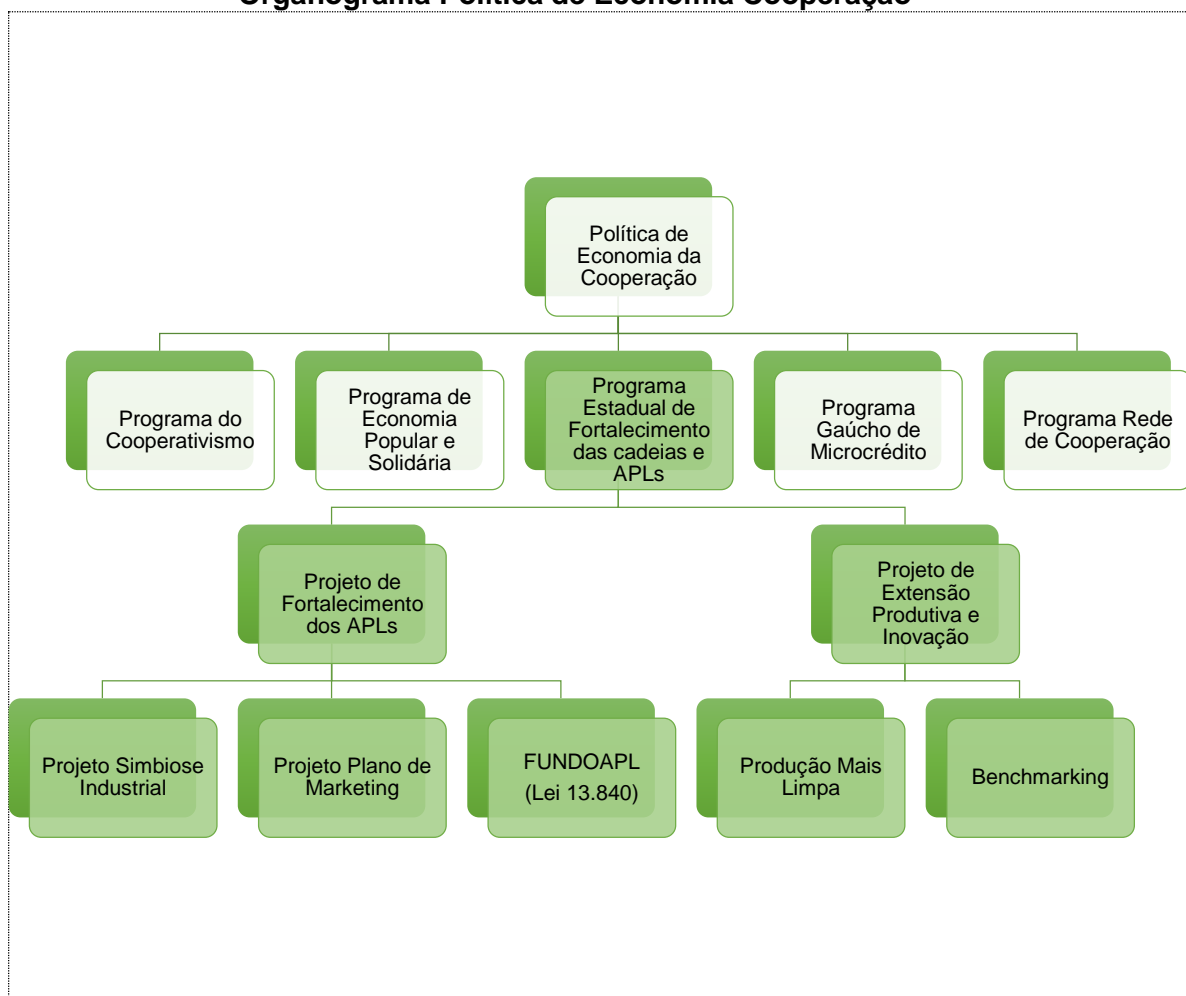 Organograma Política de Economia Cooperação
Política de
Economia da
Cooperação
Programa do
Cooperativismo
Programa de
Economia
Popular e
Solidária
Programa
Estadual de
Fortalecimento
das cadeias e
APLs
Programa
Gaúcho de
Microcrédito
Programa Rede
de Cooperação
Projeto de
Fortalecimento
dos APLs
Projeto de
Extensão
Produtiva e
Inovação
Projeto Simbiose
Industrial
Projeto Plano de
Marketing
FUNDOAPL
(Lei 13.840)
Produção Mais
Limpa
Benchmarking